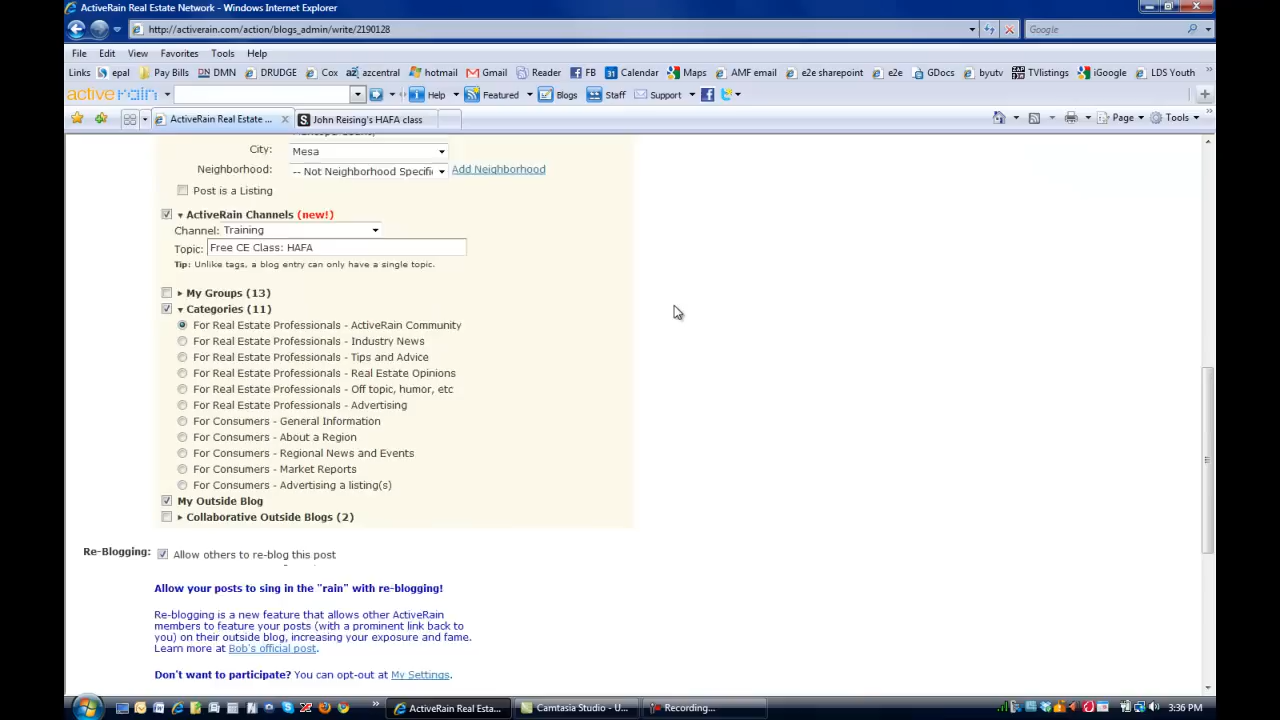 ActiveRain Real Estate Network - Windows Internet Explorer
http://activerain.com/action/blogs_admin/write/2190128
Google
File Edit View Favorites Tools Help
Links epal Pay Bills DN DMN DRUDGE Cox az azcentral hotmail Gmail Reader FB Calendar Maps AMF email e2e sharepoint e2e GDocs byutv TVlistings iGoogle LDS Youth
activerain Help Featured Blogs Staff Support
ActiveRain Real Estate ... John Reising's HAFA class
Page Tools
City: Mesa
Neighborhood: -- Not Neighborhood Specifi Add Neighborhood
Post is a Listing
ActiveRain Channels (new!)
Channel: Training
Topic: Free CE Class: HAFA
Tip: Unlike tags, a blog entry can only have a single topic.
My Groups (13)
Categories (11)
For Real Estate Professionals - ActiveRain Community
For Real Estate Professionals - Industry News
For Real Estate Professionals - Tips and Advice
For Real Estate Professionals - Real Estate Opinions
For Real Estate Professionals - Off topic, humor, etc
For Real Estate Professionals - Advertising
For Consumers - General Information
For Consumers - About a Region
For Consumers - Regional News and Events
For Consumers - Market Reports
For Consumers - Advertising a listing(s)
My Outside Blog
Collaborative Outside Blogs (2)
Re-Blogging: Allow others to re-blog this post
Allow your posts to sing in the "rain" with re-blogging!
Re-blogging is a new feature that allows other ActiveRain
members to feature your posts (with a prominent link back to
you) on their outside blog, increasing your exposure and fame.
Learn more at Bob's official post.
Don't want to participate? You can opt-out at My Settings.
ActiveRain Real Esta... Camtasia Studio - U... Recording... 3:36 PM